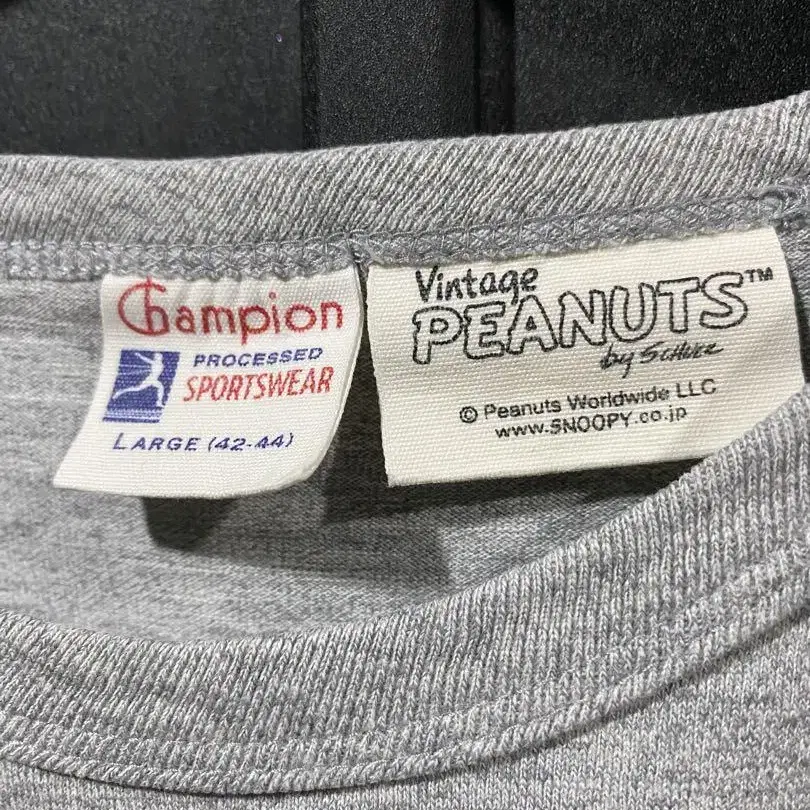 Champion
PROCESSED
SPORTSWEAR
LARGE (42-44)
Vintage
PEANUTS™
by SCHULZ
© Peanuts Worldwide LLC
www.SNOOPY.co.jp